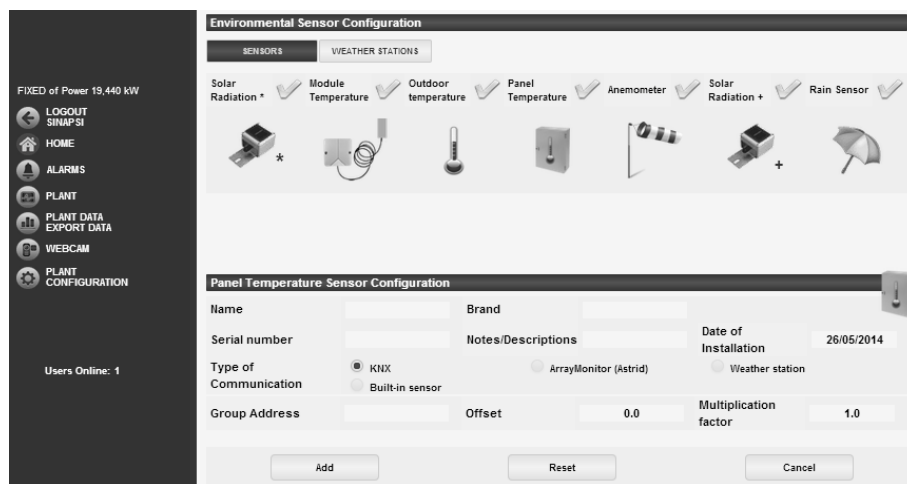 Environmental Sensor Configuration
SENSORS
WEATHER STATIONS
FIXED of Power 19,440 kW
LOGOUT
SINAPSI
HOME
ALARMS
PLANT
PLANT DATA
EXPORT DATA
WEBCAM
PLANT
CONFIGURATION
Users Online: 1
Solar
Radiation *
Module
Temperature
Outdoor
temperature
Panel
Temperature
Anemometer
Solar
Radiation +
Rain Sensor
*
+
Panel Temperature Sensor Configuration
Name
Brand
Serial number
Notes/Descriptions
Date of
Installation
26/05/2014
Type of
Communication
KNX
Built-in sensor
ArrayMonitor (Astrid)
Weather station
Group Address
Offset
0.0
Multiplication
factor
1.0
Add
Reset
Cancel